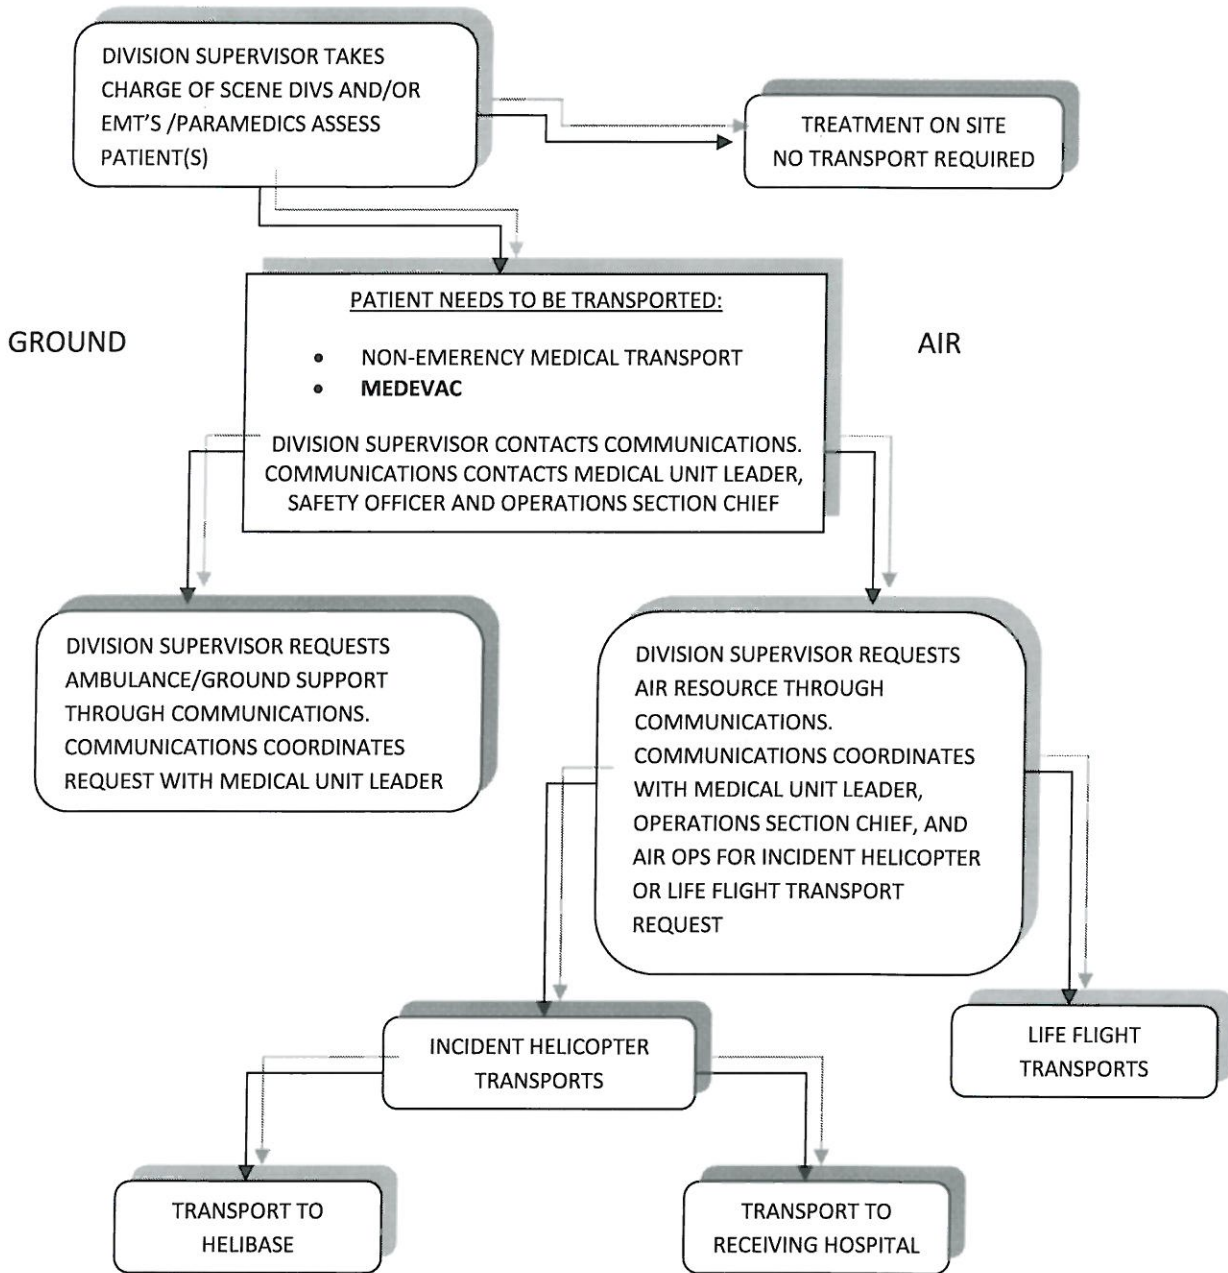 DIVISION SUPERVISOR TAKES
CHARGE OF SCENE DIVS AND/OR
EMT'S /PARAMEDICS ASSESS
PATIENT(S)
TREATMENT ON SITE
NO TRANSPORT REQUIRED
GROUND
PATIENT NEEDS TO BE TRANSPORTED:
• NON-EMERENCY MEDICAL TRANSPORT
• MEDEVAC
DIVISION SUPERVISOR CONTACTS COMMUNICATIONS.
COMMUNICATIONS CONTACTS MEDICAL UNIT LEADER,
SAFETY OFFICER AND OPERATIONS SECTION CHIEF
AIR
DIVISION SUPERVISOR REQUESTS
AMBULANCE/GROUND SUPPORT
THROUGH COMMUNICATIONS.
COMMUNICATIONS COORDINATES
REQUEST WITH MEDICAL UNIT LEADER
DIVISION SUPERVISOR REQUESTS
AIR RESOURCE THROUGH
COMMUNICATIONS.
COMMUNICATIONS COORDINATES
WITH MEDICAL UNIT LEADER,
OPERATIONS SECTION CHIEF, AND
AIR OPS FOR INCIDENT HELICOPTER
OR LIFE FLIGHT TRANSPORT
REQUEST
INCIDENT HELICOPTER
TRANSPORTS
LIFE FLIGHT
TRANSPORTS
TRANSPORT TO
HELIBASE
TRANSPORT TO
RECEIVING HOSPITAL